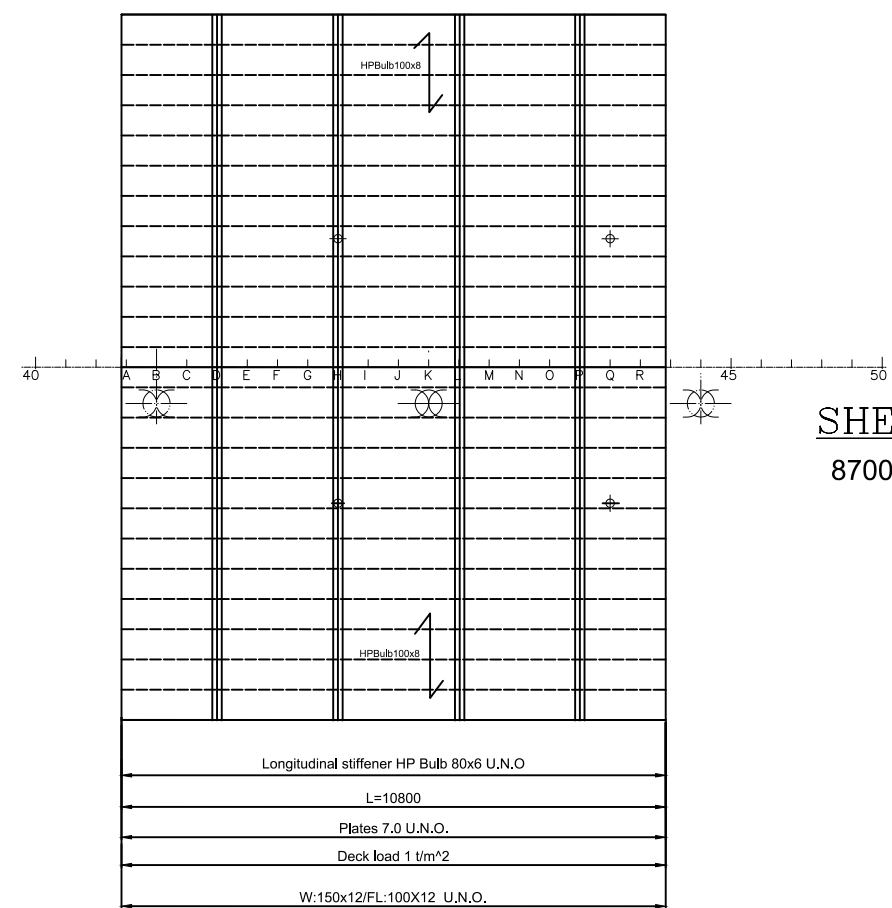 HPBulb100x8
40 A B C D E F G H I J K L M N O P Q R 45 50
SHE
8700
HPBulb100x8
Longitudinal stiffener HP Bulb 80x6 U.N.O
L=10800
Plates 7.0 U.N.O.
Deck load 1 t/m^2
W:150x12/FL:100X12 U.N.O.